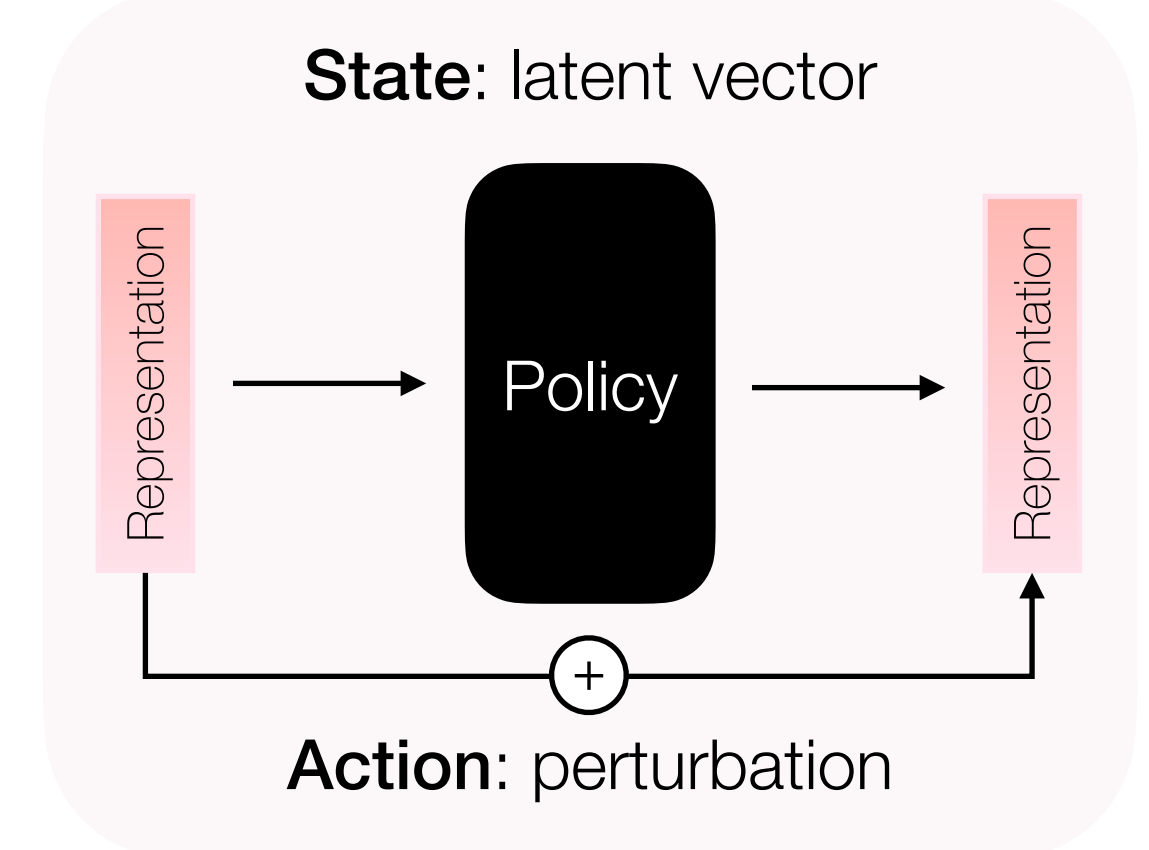 State: latent vector
Representation
Policy
Representation
+
Action: perturbation